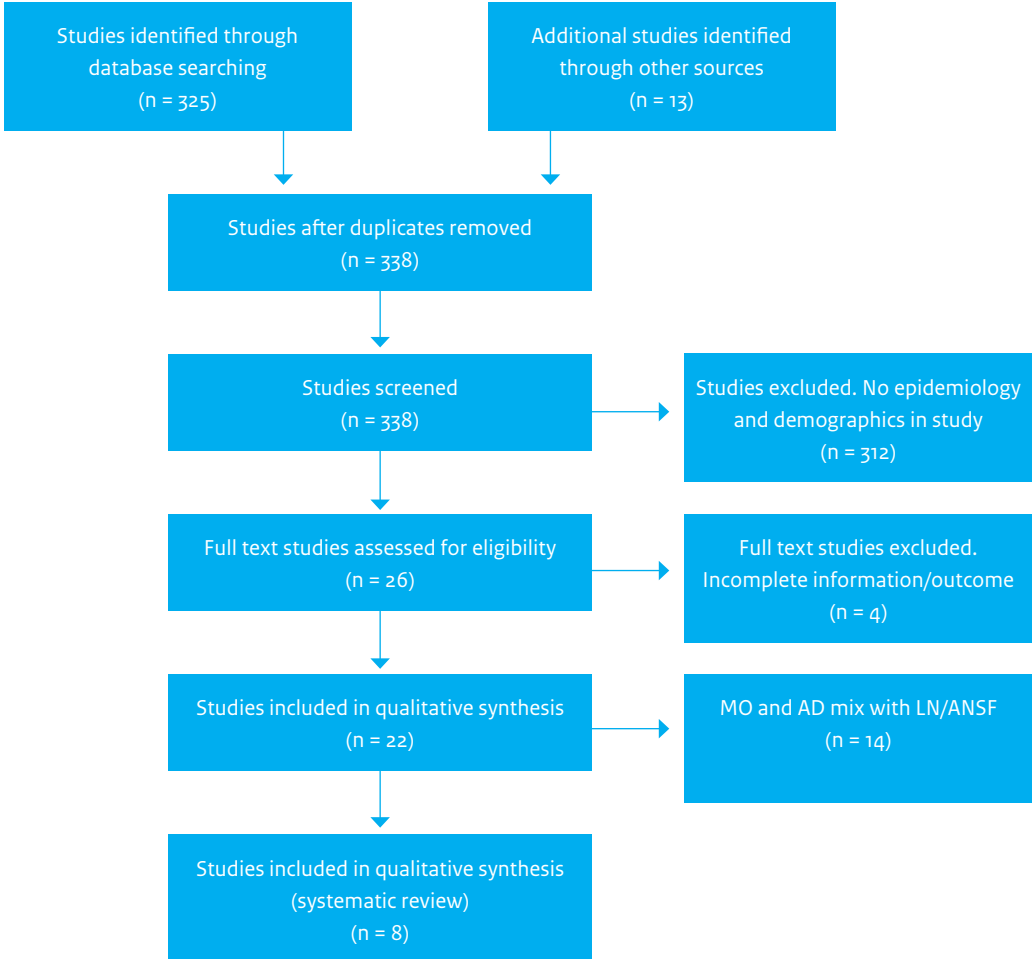 Studies identified through
database searching
(n = 325)
Additional studies identified
through other sources
(n = 13)
Studies after duplicates removed
(n = 338)
Studies screened
(n = 338)
Studies excluded. No epidemiology
and demographics in study
(n = 312)
Full text studies assessed for eligibility
(n = 26)
Full text studies excluded.
Incomplete information/outcome
(n = 4)
Studies included in qualitative synthesis
(n = 22)
MO and AD mix with LN/ANSF
(n = 14)
Studies included in qualitative synthesis
(systematic review)
(n = 8)